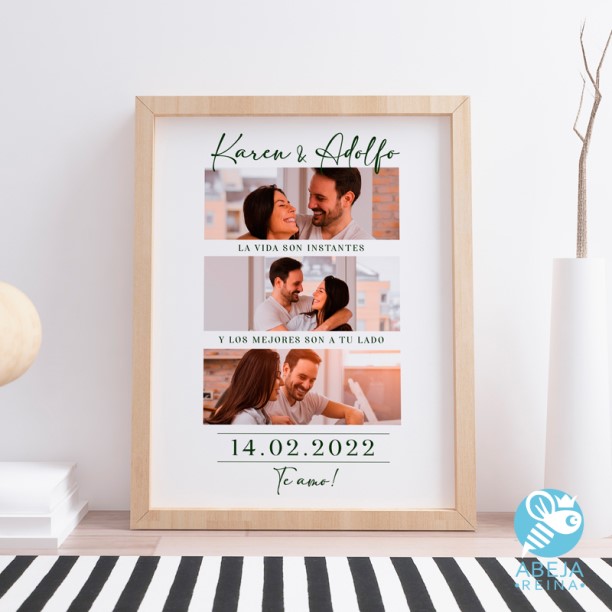 Karen & Adolfo
LA VIDA SON INSTANTES
Y LOS MEJORES SON A TU LADO
14.02.2022
Te amo!
ABEJA
REINA